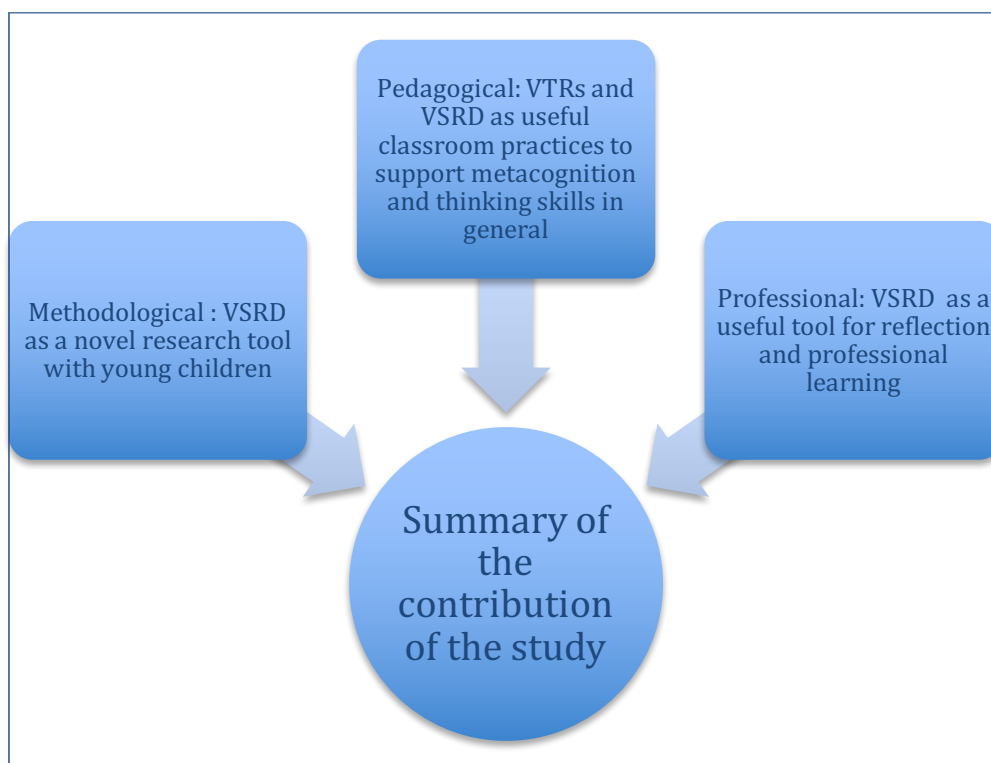 Pedagogical: VTRs and
VSRD as useful
classroom practices to
support metacognition
and thinking skills in
general
Methodological : VSRD
as a novel research tool
with young children
Professional: VSRD as a
useful tool for reflection
and professional
learning
Summary of
the
contribution
of the study